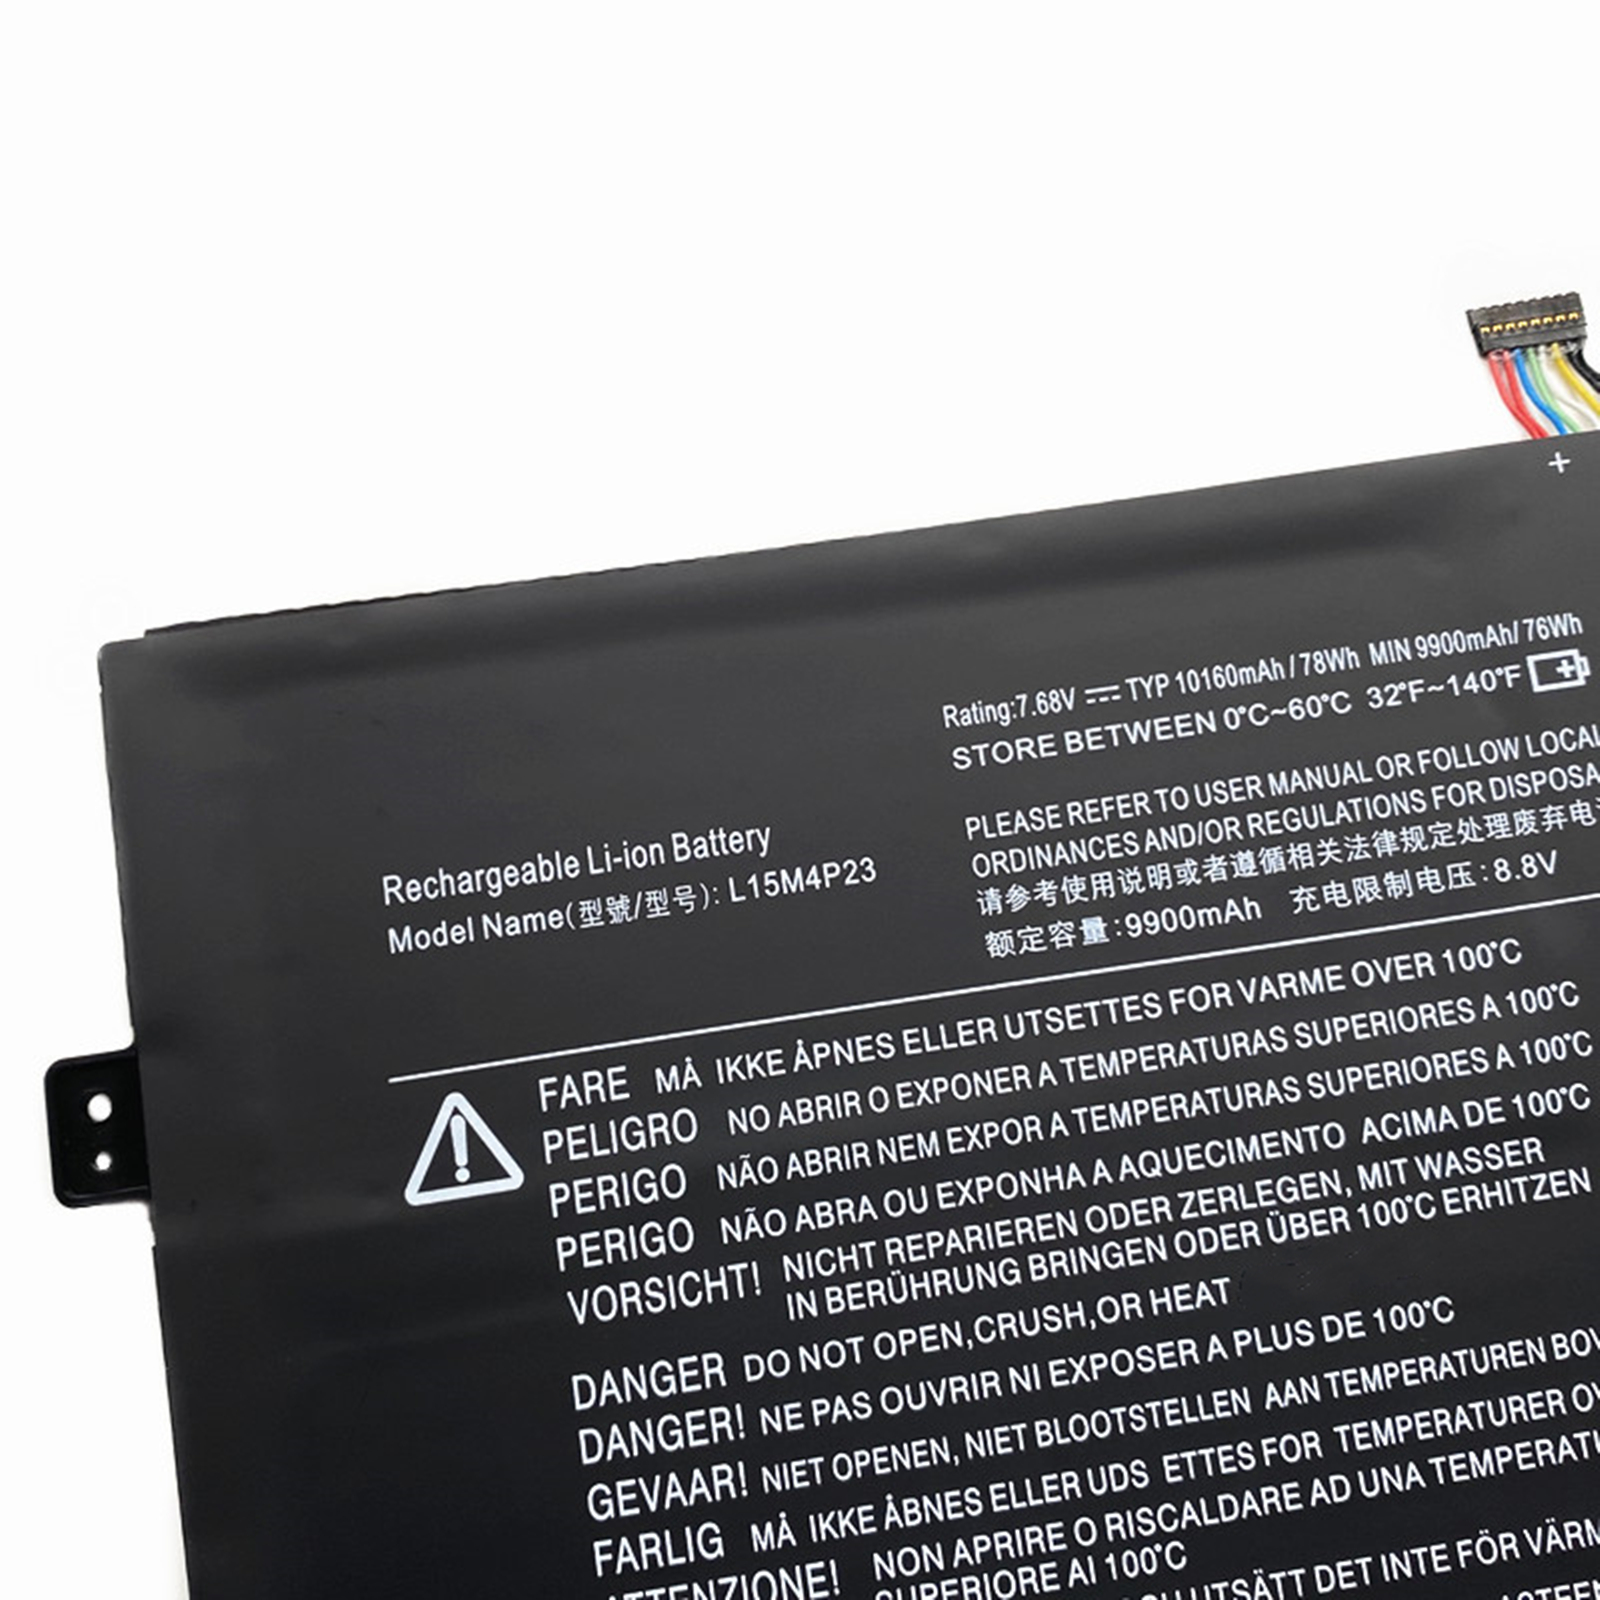 +
Rating:7.68V ⎓ TYP 10160mAh / 78Wh MIN 9900mAh/ 76Wh
STORE BETWEEN 0°C~60°C 32°F~140°F
PLEASE REFER TO USER MANUAL OR FOLLOW LOCAL
ORDINANCES AND/OR REGULATIONS FOR DISPOSA
请参考使用说明或者遵循相关法律规定处理废弃电
额定容量:9900mAh 充电限制电压:8.8V
Rechargeable Li-ion Battery
Model Name(型號/型号): L15M4P23
FARE MÅ IKKE ÅPNES ELLER UTSETTES FOR VARME OVER 100°C
PELIGRO NO ABRIR O EXPONER A TEMPERATURAS SUPERIORES A 100°C
PERIGO NÃO ABRIR NEM EXPOR A TEMPERATURAS SUPERIORES A 100°C
PERIGO NÃO ABRA OU EXPONHA A AQUECIMENTO ACIMA DE 100°C
VORSICHT! NICHT REPARIEREN ODER ZERLEGEN, MIT WASSER
IN BERÜHRUNG BRINGEN ODER ÜBER 100°C ERHITZEN
DANGER DO NOT OPEN,CRUSH,OR HEAT
DANGER! NE PAS OUVRIR NI EXPOSER A PLUS DE 100°C
GEVAAR! NIET OPENEN, NIET BLOOTSTELLEN AAN TEMPERATUREN BOV
FARLIG MÅ IKKE ÅBNES ELLER UDS ETTES FOR TEMPERATURER OV
ATTENZIONE! NON APRIRE O RISCALDARE AD UNA TEMPERATU
SUPERIORE AI 100°C
UTSÄTT DET INTE FÖR VÄRM